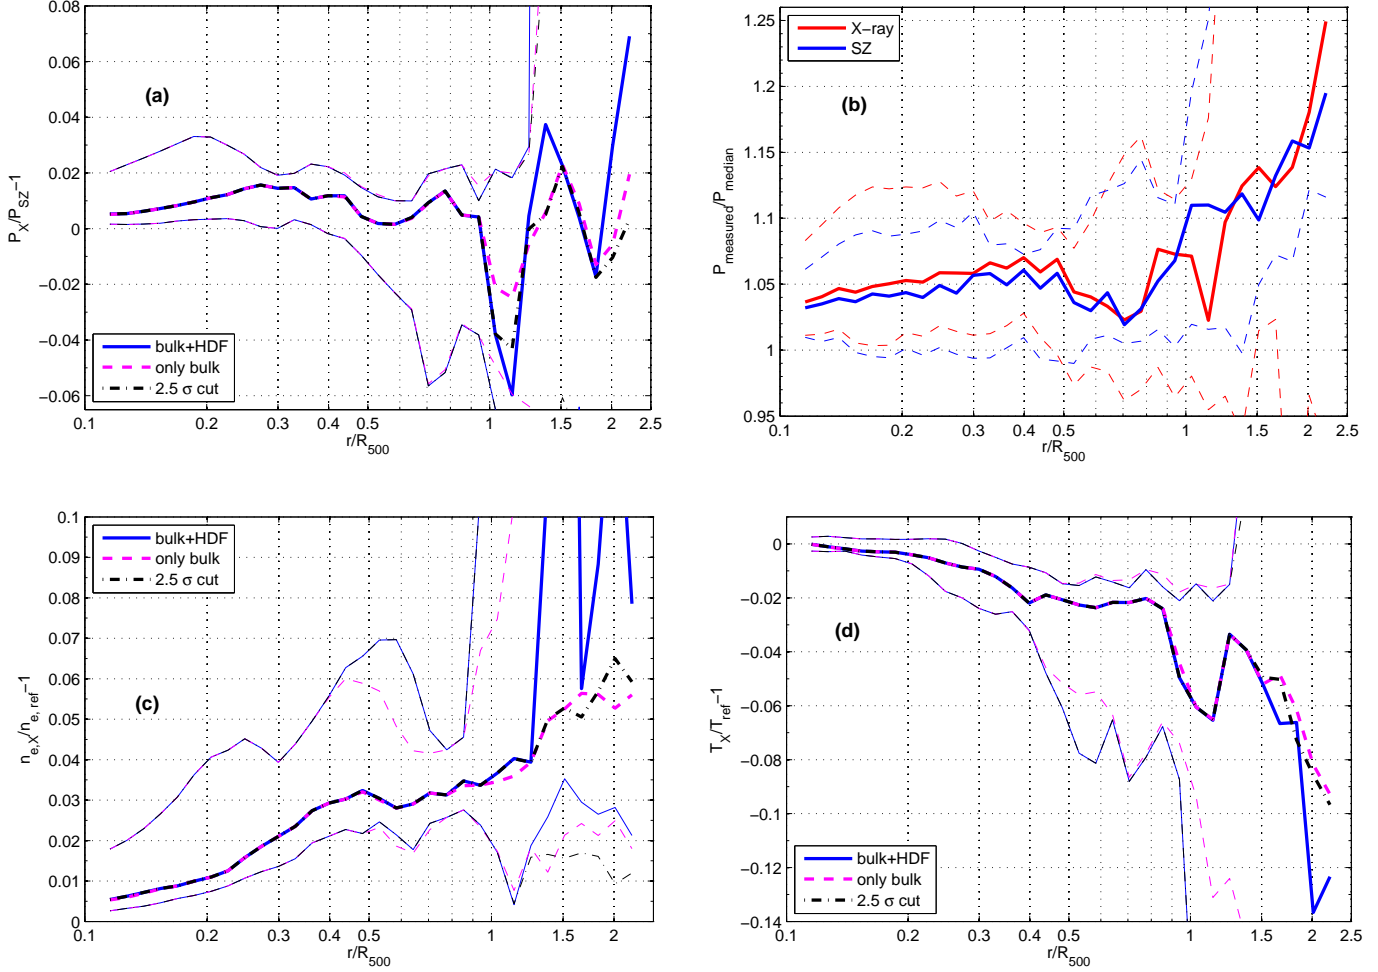 0.08
0.06
0.04
0.02
0
−0.02
−0.04
−0.06
P_X/P_SZ−1
(a)
bulk+HDF
only bulk
2.5 σ cut
0.1 0.2 0.3 0.4 0.5 1 1.5 2 2.5
r/R_500
1.25
1.2
1.15
1.1
1.05
1
0.95
P_measured/P_median
X−ray
SZ
(b)
0.1 0.2 0.3 0.4 0.5 1 1.5 2 2.5
r/R_500
0.1
0.09
0.08
0.07
0.06
0.05
0.04
0.03
0.02
0.01
0
n_e,X/n_e, ref−1
bulk+HDF
only bulk
2.5 σ cut
(c)
0.1 0.2 0.3 0.4 0.5 1 1.5 2
r/R_500
0
−0.02
−0.04
−0.06
−0.08
−0.1
−0.12
−0.14
T_X/T_ref−1
(d)
bulk+HDF
only bulk
2.5 σ cut
0.1 0.2 0.3 0.4 0.5 1 1.5 2 2.5
r/R_500